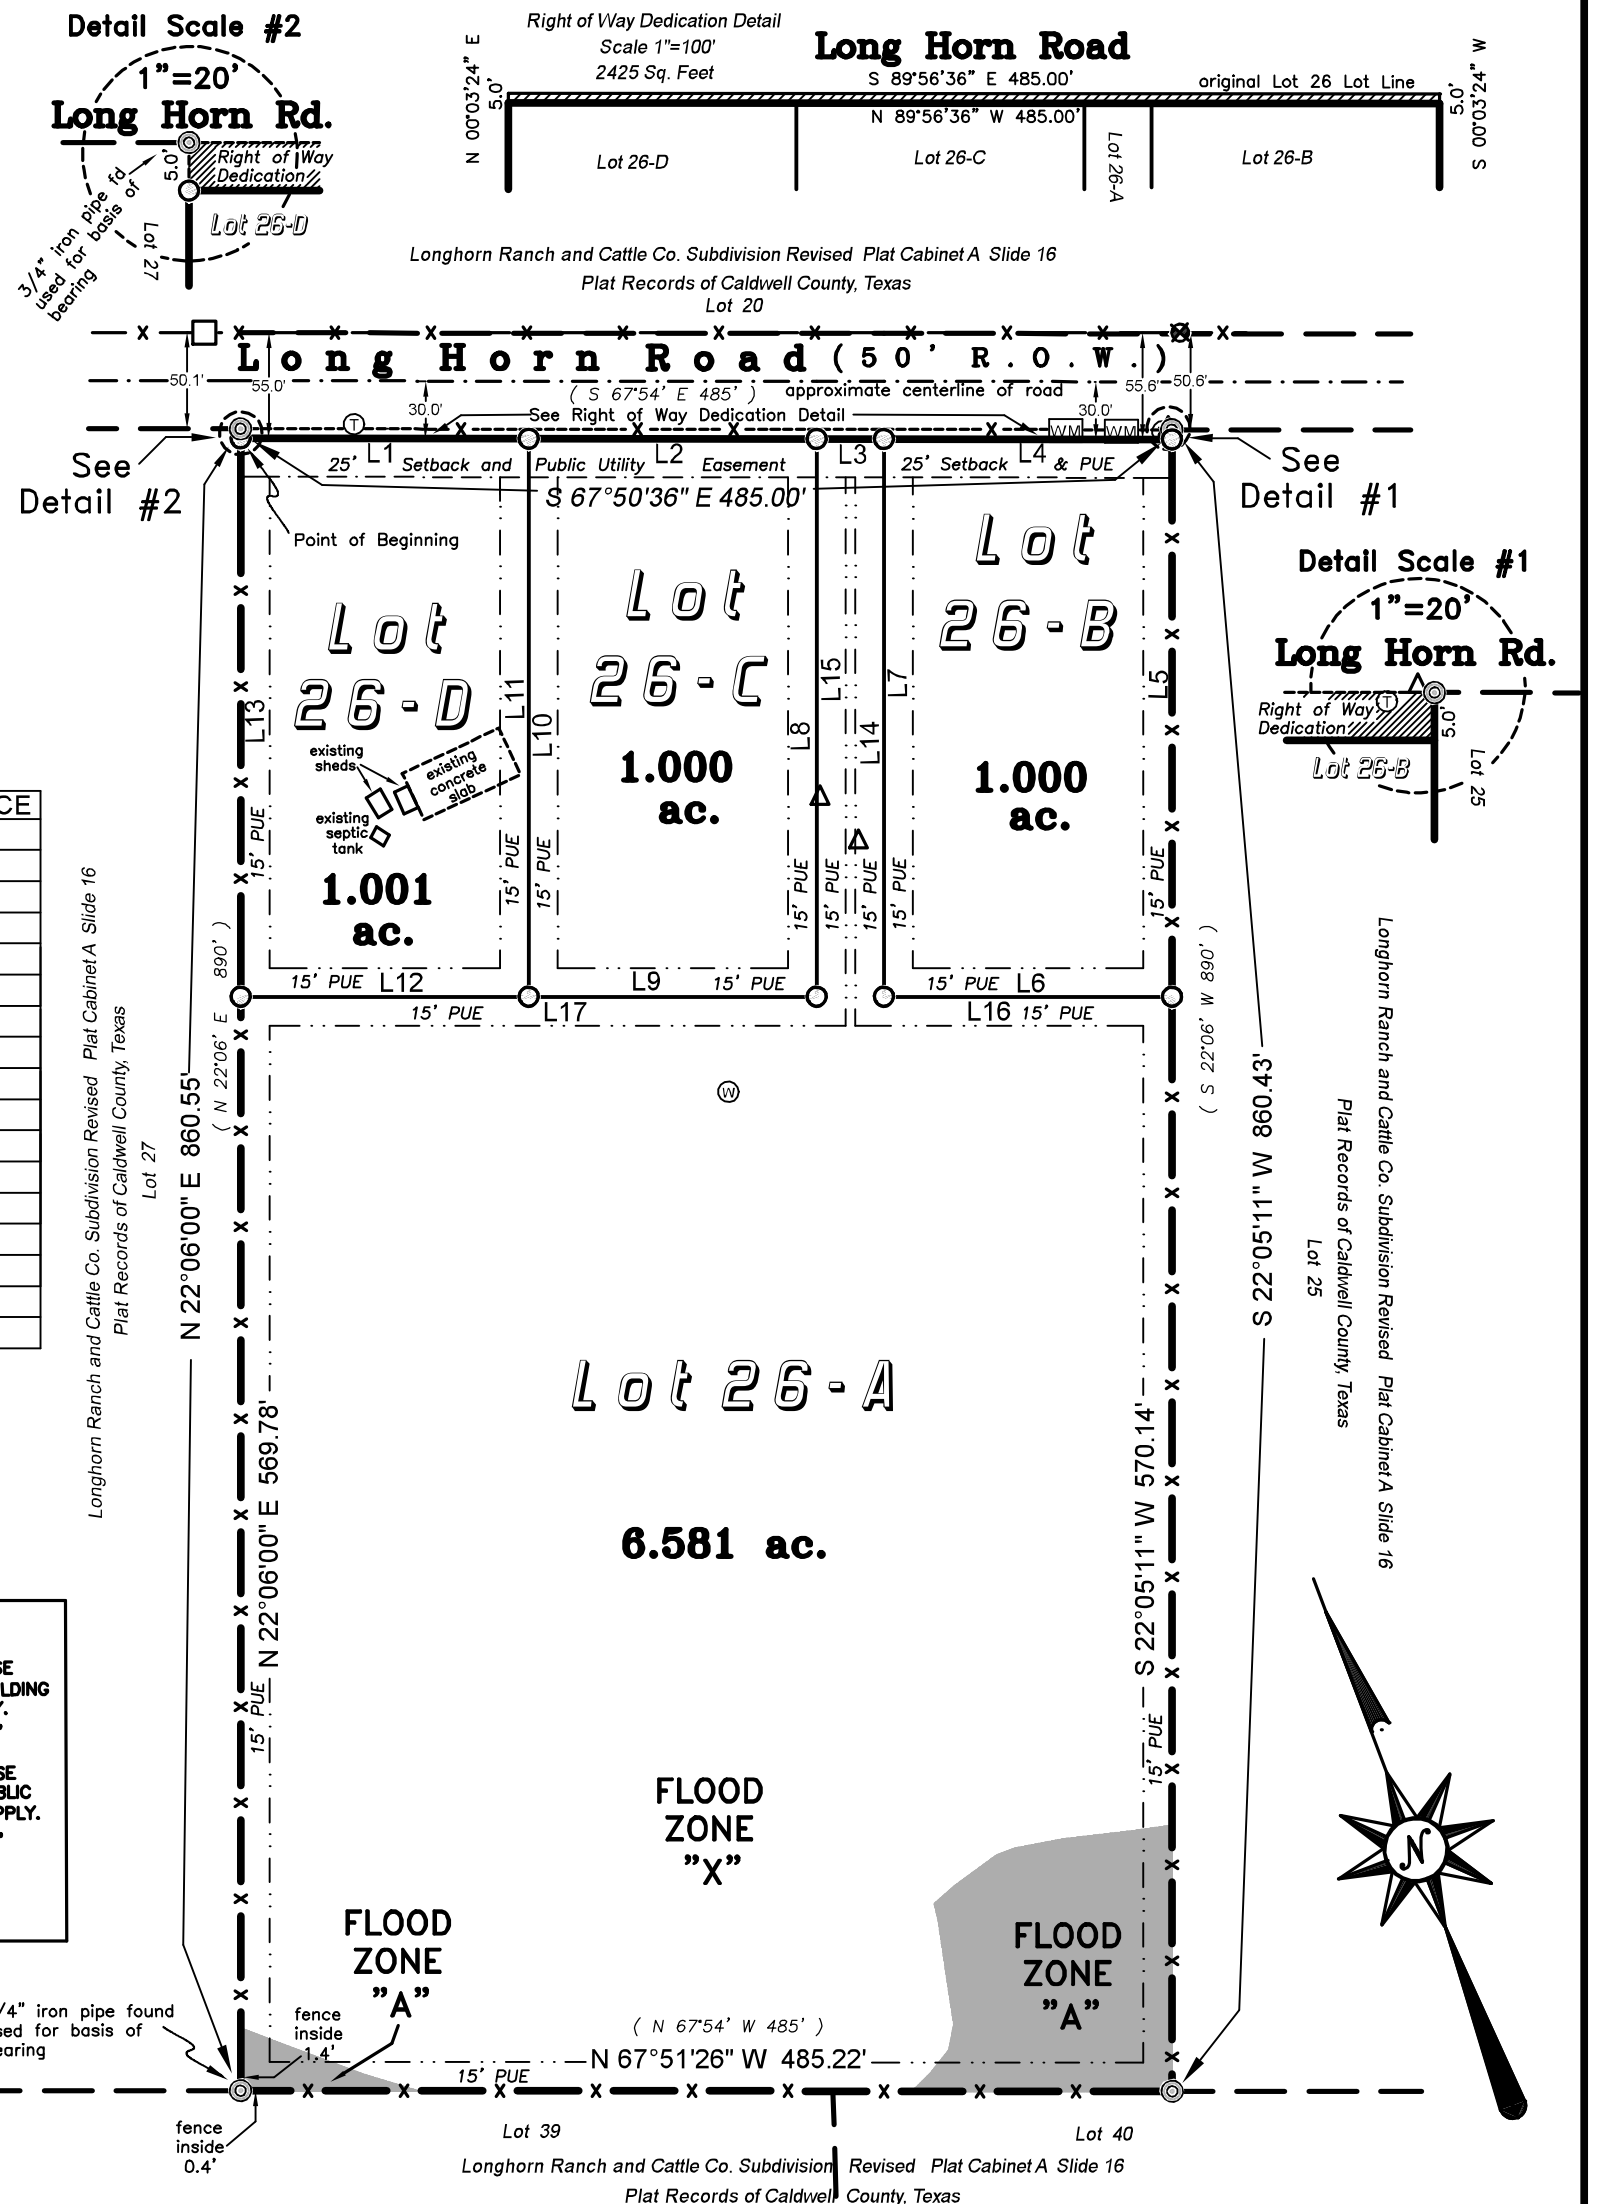 Detail Scale #2
1"=20'
Long Horn Rd.
5.0'
Right of Way
Dedication
3/4" iron pipe fd
used for basis of
bearing
Lot 27
Lot 26-D
Right of Way Dedication Detail
Scale 1"=100'
2425 Sq. Feet
Long Horn Road
N 00°03'24" E
5.0'
S 89°56'36" E 485.00'
original Lot 26 Lot Line
N 89°56'36" W 485.00'
5.0'
S 00°03'24" W
Lot 26-D
Lot 26-C
Lot 26-A
Lot 26-B
Longhorn Ranch and Cattle Co. Subdivision Revised Plat Cabinet A Slide 16
Plat Records of Caldwell County, Texas
Lot 20
Long Horn Road (50' R.O.W.)
50.1'
55.0'
30.0'
( S 67°54' E 485' )
approximate centerline of road
30.0'
55.6'
50.6'
T
See Right of Way Dedication Detail
WM
WM
L1
L2
L3
L4
25' Setback and Public Utility Easement
25' Setback & PUE
S 67°50'36" E 485.00'
See
Detail #2
See
Detail #1
Point of Beginning
Lot
26-D
Lot
26-C
Lot
26-B
L13
L11
L10
L8
L15
L14
L7
L5
existing
sheds
existing
concrete
slab
existing
septic
tank
1.001
ac.
1.000
ac.
1.000
ac.
15' PUE
15' PUE
15' PUE
15' PUE
15' PUE
15' PUE
15' PUE
15' PUE
Detail Scale #1
1"=20'
Long Horn Rd.
Right of Way
Dedication
T
5.0'
Lot 26-B
Lot 25
CE
15' PUE L12
L9 15' PUE
15' PUE L6
15' PUE L17
L16 15' PUE
W
Longhorn Ranch and Cattle Co. Subdivision Revised Plat Cabinet A Slide 16
Plat Records of Caldwell County, Texas
Lot 27
N 22°06'00" E 860.55'
( N 22°06' E 890' )
( S 22°06' W 890' )
S 22°05'11" W 860.43'
Lot 25
Plat Records of Caldwell County, Texas
Longhorn Ranch and Cattle Co. Subdivision Revised Plat Cabinet A Slide 16
N 22°06'00" E 569.78'
S 22°05'11" W 570.14'
Lot 26-A
6.581 ac.
15' PUE
15' PUE
SE
LDING
Y.
SE
BLIC
PPLY.
FLOOD
ZONE
"X"
FLOOD
ZONE
"A"
FLOOD
ZONE
"A"
N
/4" iron pipe found
sed for basis of
earing
fence
inside
1.4'
( N 67°54' W 485' )
N 67°51'26" W 485.22'
15' PUE
fence
inside
0.4'
Lot 39
Lot 40
Longhorn Ranch and Cattle Co. Subdivision Revised Plat Cabinet A Slide 16
Plat Records of Caldwell County, Texas